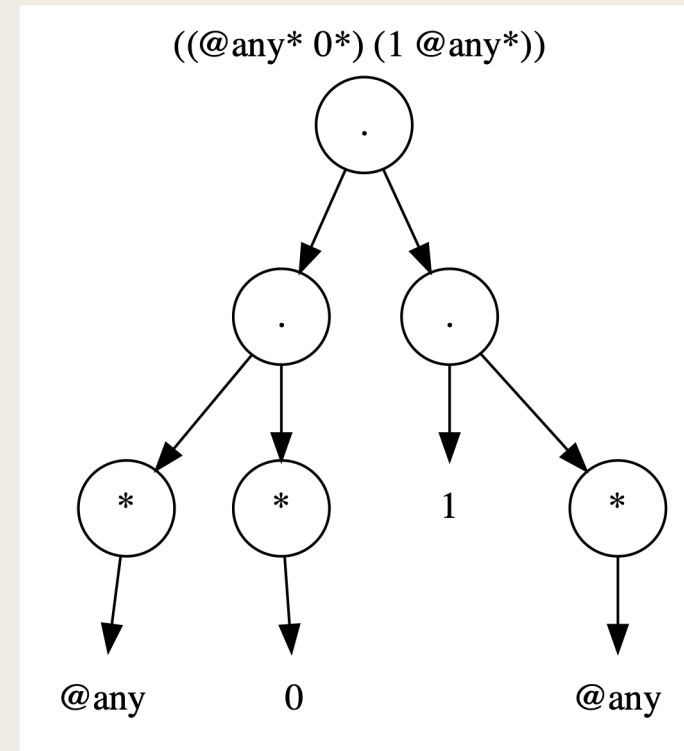 ((@any* 0*) (1 @any*))
.
. .
* * 1 *
@any 0 @any